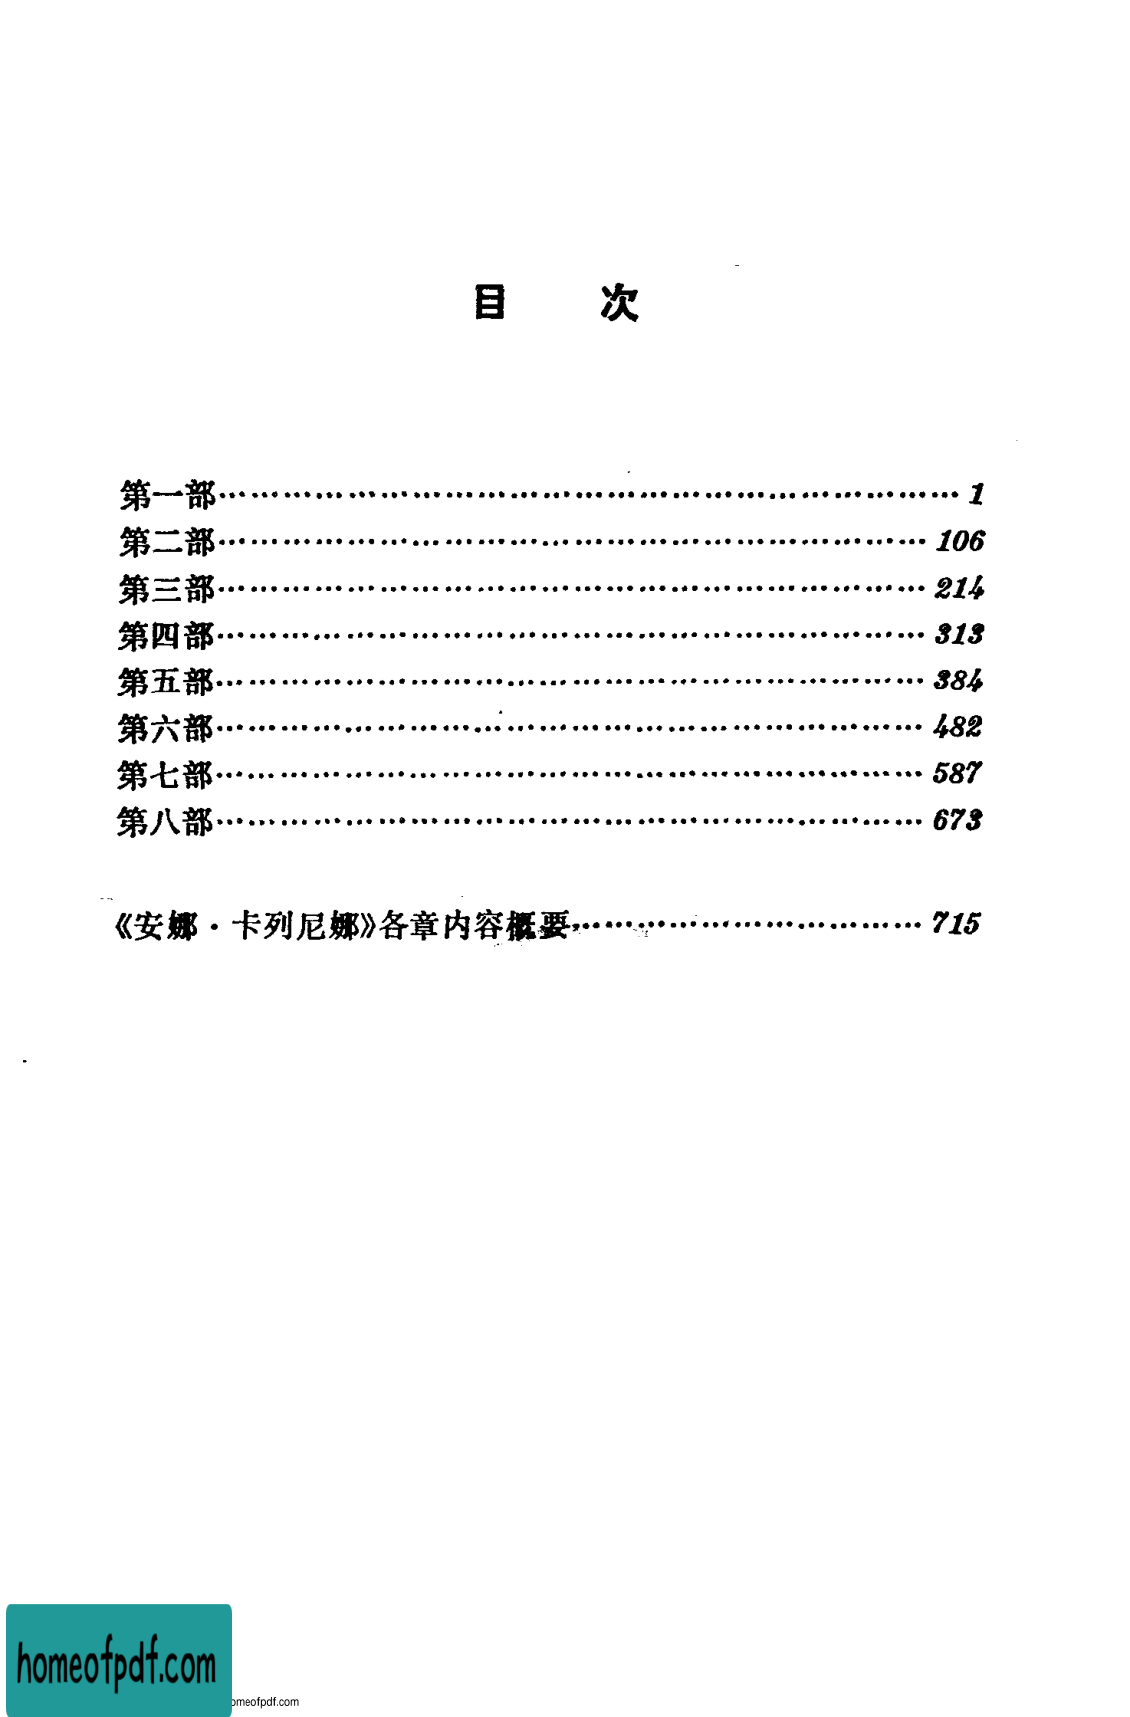 目 次
第一部……………………………………………………………… 1
第二部……………………………………………………………… 106
第三部……………………………………………………………… 214
第四部……………………………………………………………… 313
第五部……………………………………………………………… 384
第六部……………………………………………………………… 482
第七部……………………………………………………………… 587
第八部……………………………………………………………… 673
《安娜·卡列尼娜》各章内容概要……………………………… 715
homeofpdf.com
omeofpdf.com